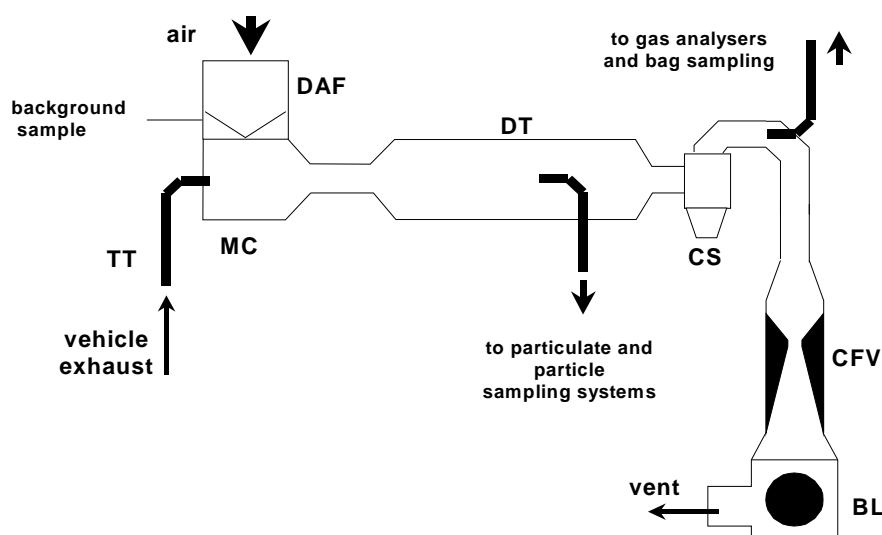 air
to gas analysers
and bag sampling
DAF
background
sample
DT
MC
CS
TT
vehicle
exhaust
to particulate and
particle
sampling systems
CFV
vent
BL